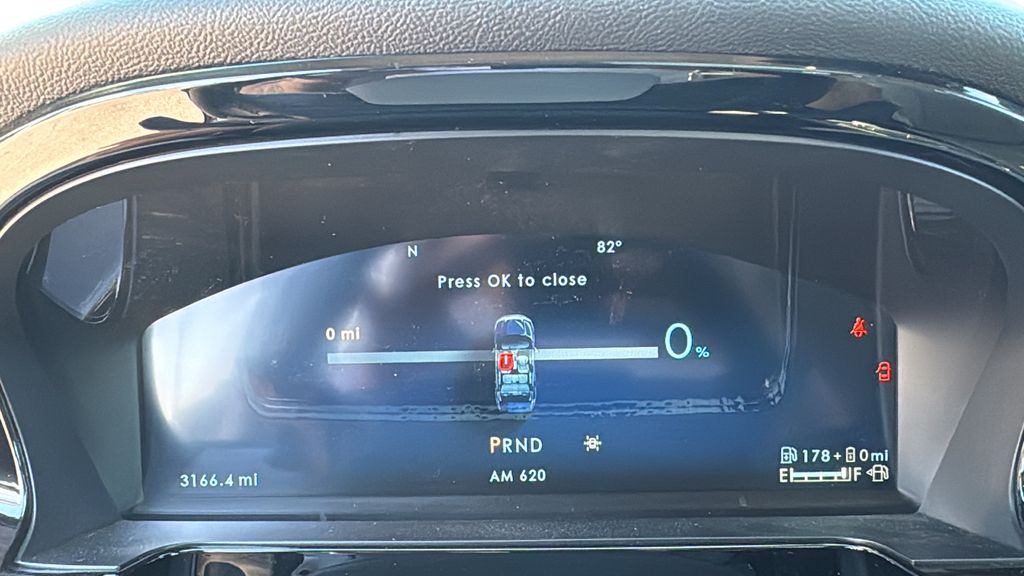 N
82°
Press OK to close
0 mi
0 %
PRND
178 + 0 mi
E F
3166.4 mi
AM 620